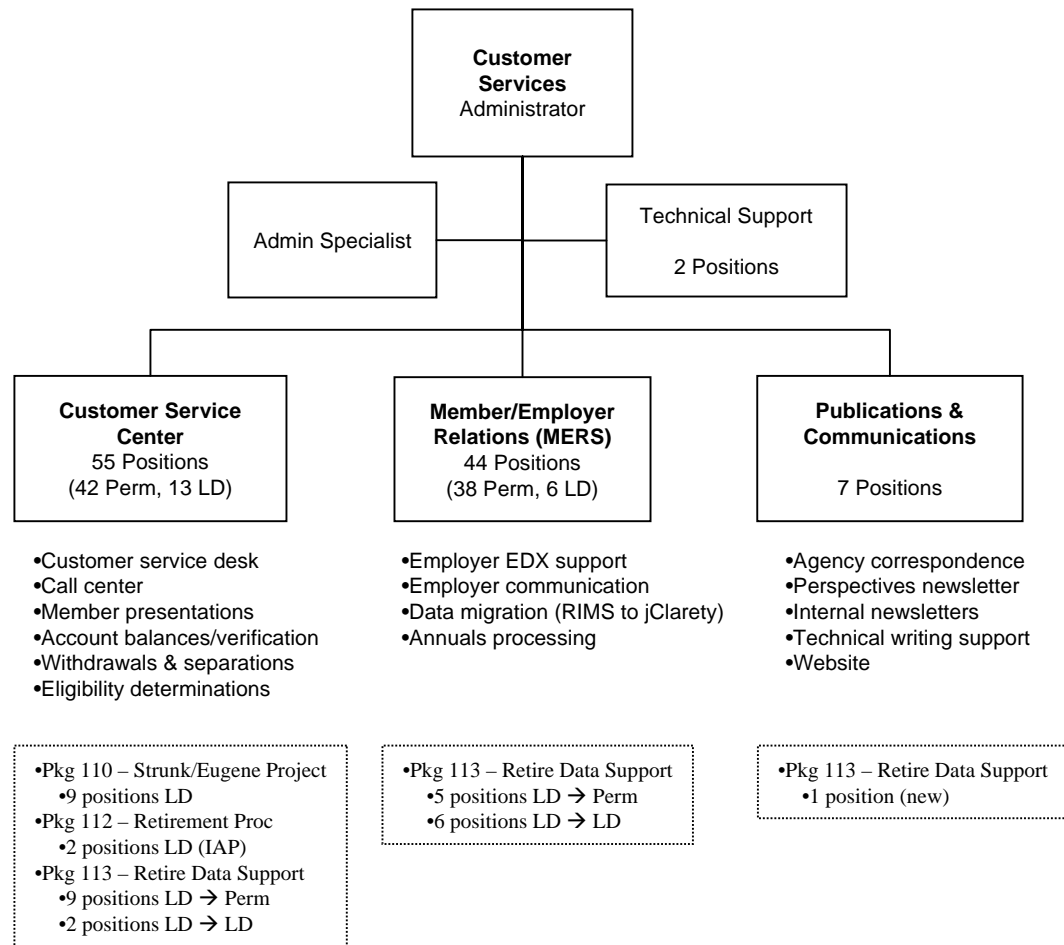 Customer
Services
Administrator
Admin Specialist
Technical Support
2 Positions
Customer Service
Center
55 Positions
(42 Perm, 13 LD)
Member/Employer
Relations (MERS)
44 Positions
(38 Perm, 6 LD)
Publications &
Communications
7 Positions
•Customer service desk
•Call center
•Member presentations
•Account balances/verification
•Withdrawals & separations
•Eligibility determinations
•Employer EDX support
•Employer communication
•Data migration (RIMS to jClarety)
•Annuals processing
•Agency correspondence
•Perspectives newsletter
•Internal newsletters
•Technical writing support
•Website
•Pkg 110 – Strunk/Eugene Project
•9 positions LD
•Pkg 112 – Retirement Proc
•2 positions LD (IAP)
•Pkg 113 – Retire Data Support
•9 positions LD → Perm
•2 positions LD → LD
•Pkg 113 – Retire Data Support
•5 positions LD → Perm
•6 positions LD → LD
•Pkg 113 – Retire Data Support
•1 position (new)